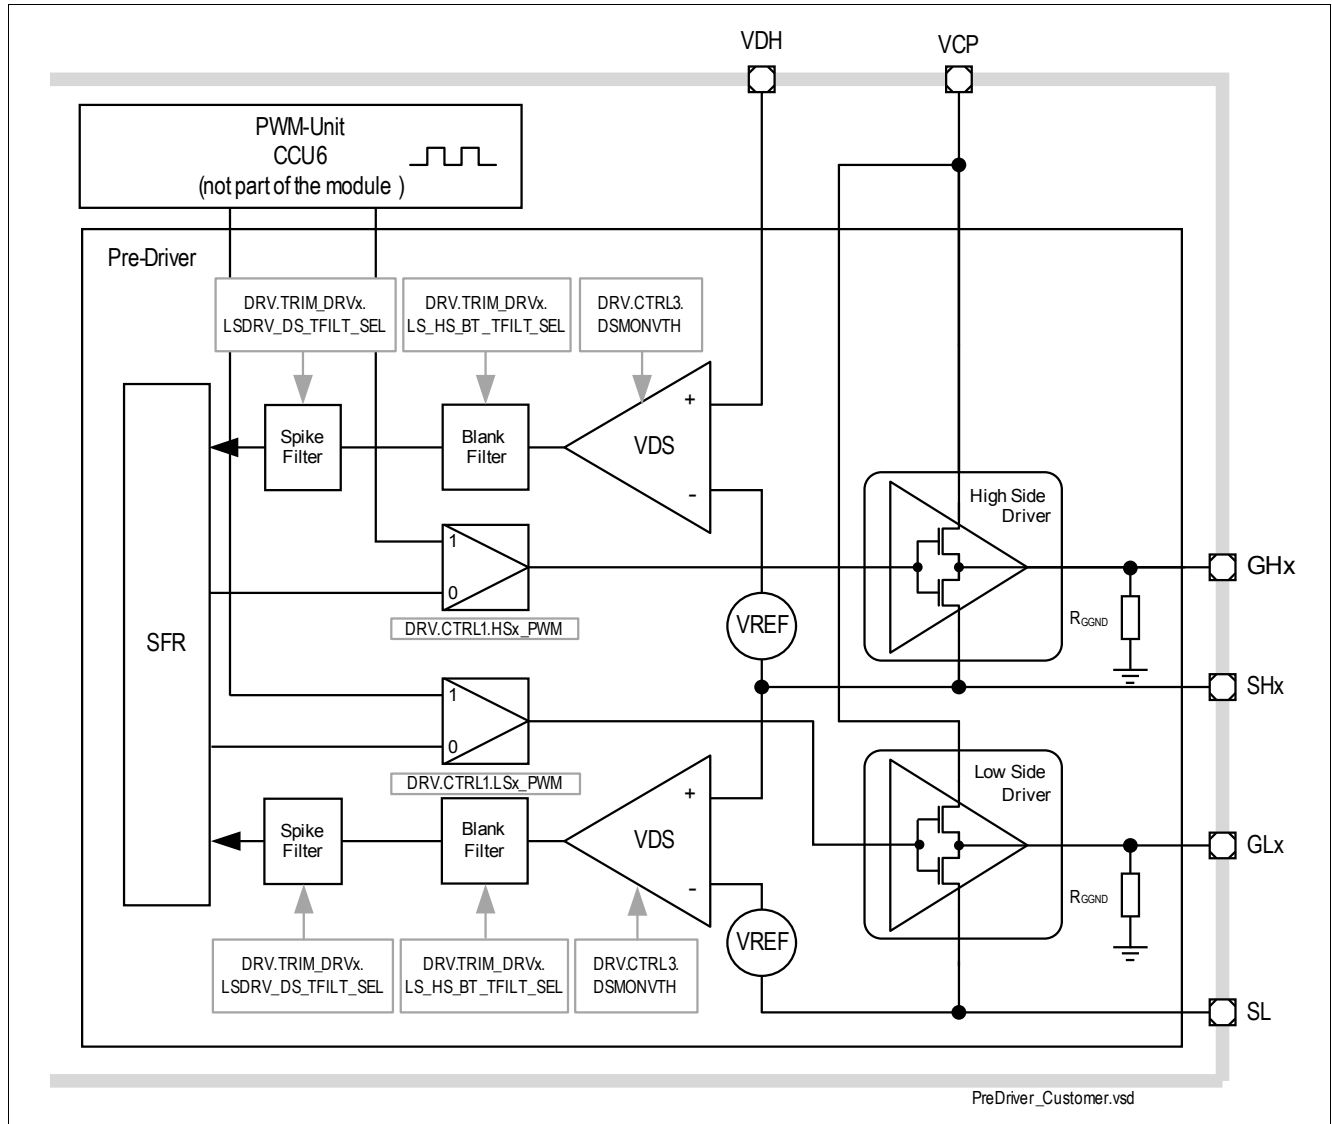 VDH
VCP
PWM-Unit
CCU6
(not part of the module )
Pre-Driver
DRV.TRIM_DRVx.
LSDRV_DS_TFILT_SEL
DRV.TRIM_DRVx.
LS_HS_BT_TFILT_SEL
DRV.CTRL3.
DSMONVTH
+
Spike
Filter
Blank
Filter
VDS
-
High Side
Driver
1
0
GHx
DRV.CTRL1.HSx_PWM
VREF
RGGND
SFR
SHx
1
0
DRV.CTRL1.LSx_PWM
Low Side
Driver
+
Spike
Filter
Blank
Filter
VDS
GLx
-
RGGND
VREF
DRV.TRIM_DRVx.
LSDRV_DS_TFILT_SEL
DRV.TRIM_DRVx.
LS_HS_BT_TFILT_SEL
DRV.CTRL3.
DSMONVTH
SL
PreDriver_Customer.vsd